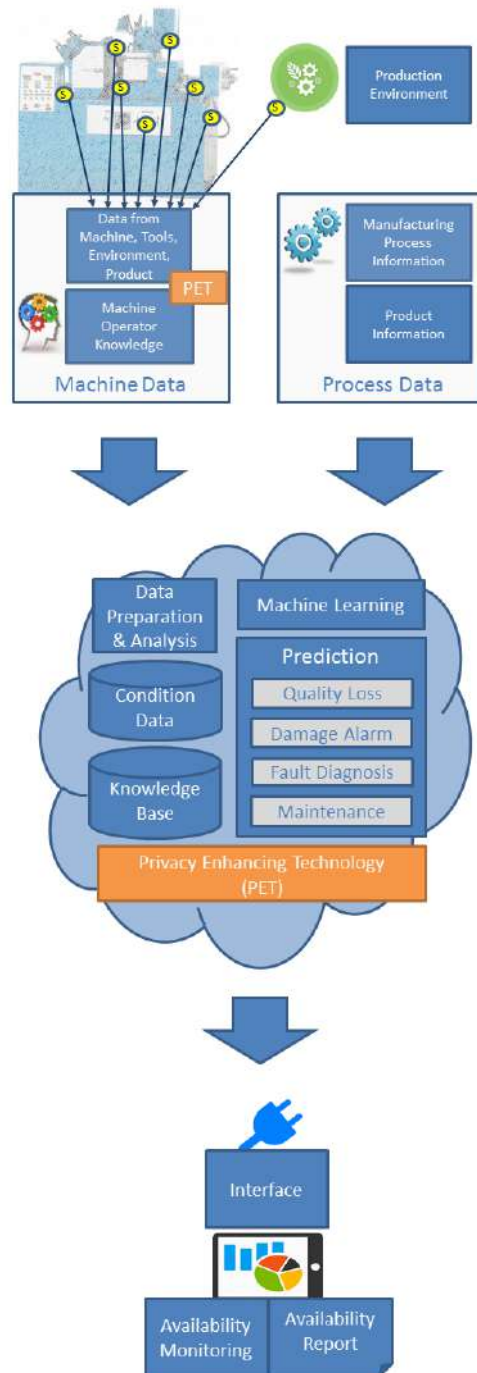 S
S
S
S
S
S
S
S
Production
Environment
Data from
Machine, Tools,
Environment,
Product
PET
Machine
Operator
Knowledge
Machine Data
Manufacturing
Process
Information
Product
Information
Process Data
Data
Preparation
& Analysis
Machine Learning
Condition
Data
Knowledge
Base
Prediction
Quality Loss
Damage Alarm
Fault Diagnosis
Maintenance
Privacy Enhancing Technology
(PET)
Interface
Availability
Monitoring
Availability
Report